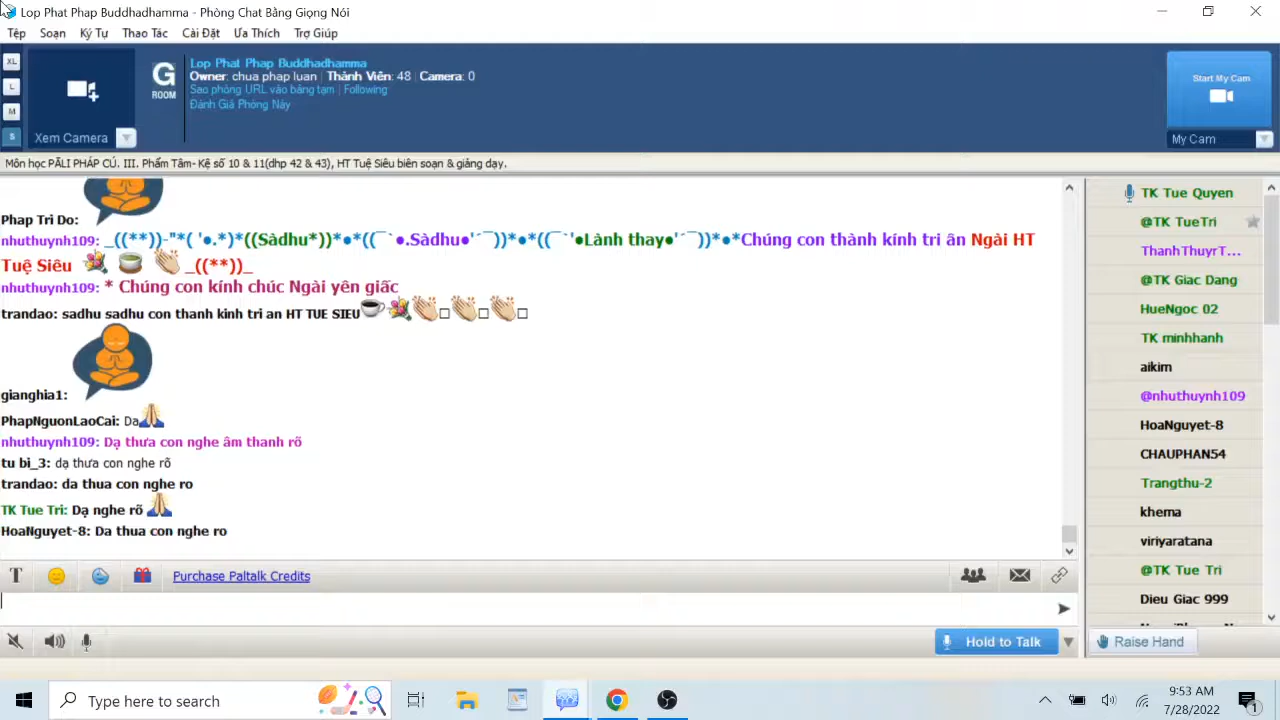 Lop Phat Phap Buddhadhamma - Phòng Chat Bằng Giọng Nói
Tệp Soạn Ký Tự Thao Tác Cài Đặt Ưa Thích Trợ Giúp
XL
L
M
S
Xem Camera
G
ROOM
Lop Phat Phap Buddhadhamma
Owner: chua phap luan | Thành Viên: 48 | Camera: 0
Sao phòng URL vào bảng tạm | Following
Đánh Giá Phòng Này
Start My Cam
My Cam
Môn học PĀLI PHÁP CÚ. III. Phẩm Tâm- Kệ số 10 & 11(dhp 42 & 43), HT Tuệ Siêu biên soạn & giảng dạy.
Phap Tri Do:
nhuthuynh109: _((**))-"*( '●.*)*((Sàdhu*))*●*((¯`●.Sàdhu●'´¯))*●*((¯`'●Lành thay●'´¯))*●*Chúng con thành kính tri ân Ngài HT
Tuệ Siêu _((**))_
nhuthuynh109: * Chúng con kính chúc Ngài yên giấc
trandao: sadhu sadhu con thanh kinh tri an HT TUE SIEU
gianghia1:
PhapNguonLaoCai: Da
nhuthuynh109: Dạ thưa con nghe âm thanh rõ
tu bi_3: dạ thưa con nghe rõ
trandao: da thua con nghe ro
TK Tue Tri: Dạ nghe rõ
HoaNguyet-8: Da thua con nghe ro
TK Tue Quyen
@TK TueTri
ThanhThuyrT...
@TK Giac Dang
HueNgoc 02
TK minhhanh
aikim
@nhuthuynh109
HoaNguyet-8
CHAUPHAN54
Trangthu-2
khema
viriyaratana
@TK Tue Tri
Dieu Giac 999
T
Purchase Paltalk Credits
Hold to Talk
Raise Hand
Type here to search
9:53 AM
7/28/2022
1